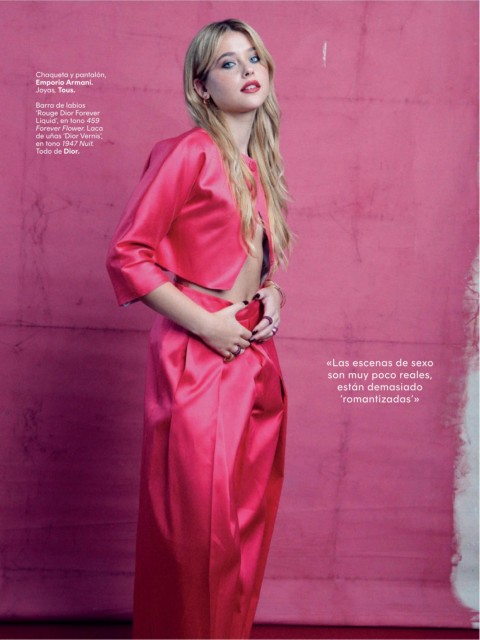 Chaqueta y pantalón,
Emporio Armani.
Joyas, Tous.
Barra de labios
'Rouge Dior Forever
Liquid', en tono 459
Forever Flower. Laca
de uñas 'Dior Vernis',
en tono 1947 Nuit.
Todo de Dior.
«Las escenas de sexo
son muy poco reales,
están demasiado
'romantizadas'»